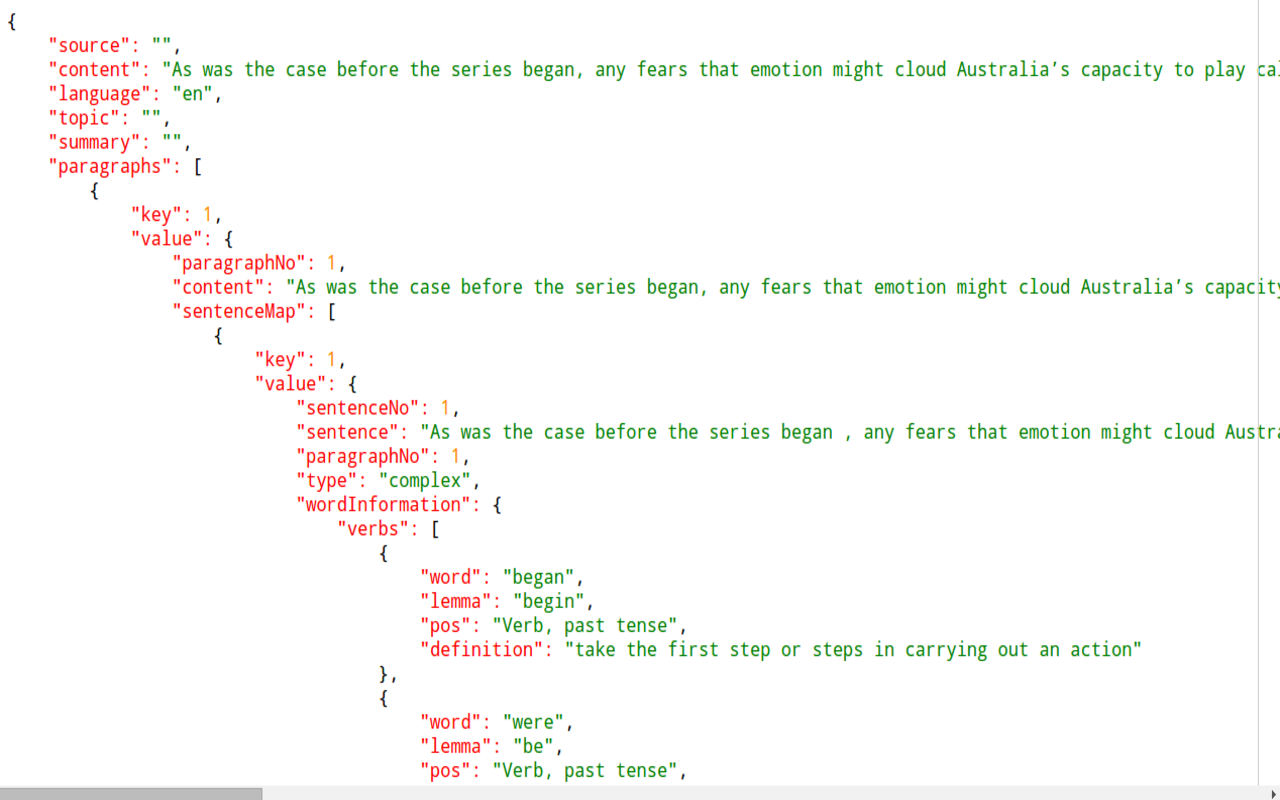 {
    "source": "",
    "content": "As was the case before the series began, any fears that emotion might cloud Australia’s capacity to play
    "language": "en",
    "topic": "",
    "summary": "",
    "paragraphs": [
        {
            "key": 1,
            "value": {
                "paragraphNo": 1,
                "content": "As was the case before the series began, any fears that emotion might cloud Australia’s capacity
                "sentenceMap": [
                    {
                        "key": 1,
                        "value": {
                            "sentenceNo": 1,
                            "sentence": "As was the case before the series began , any fears that emotion might cloud
                            "paragraphNo": 1,
                            "type": "complex",
                            "wordInformation": {
                                "verbs": [
                                    {
                                        "word": "began",
                                        "lemma": "begin",
                                        "pos": "Verb, past tense",
                                        "definition": "take the first step or steps in carrying out an action"
                                    },
                                    {
                                        "word": "were",
                                        "lemma": "be",
                                        "pos": "Verb, past tense",